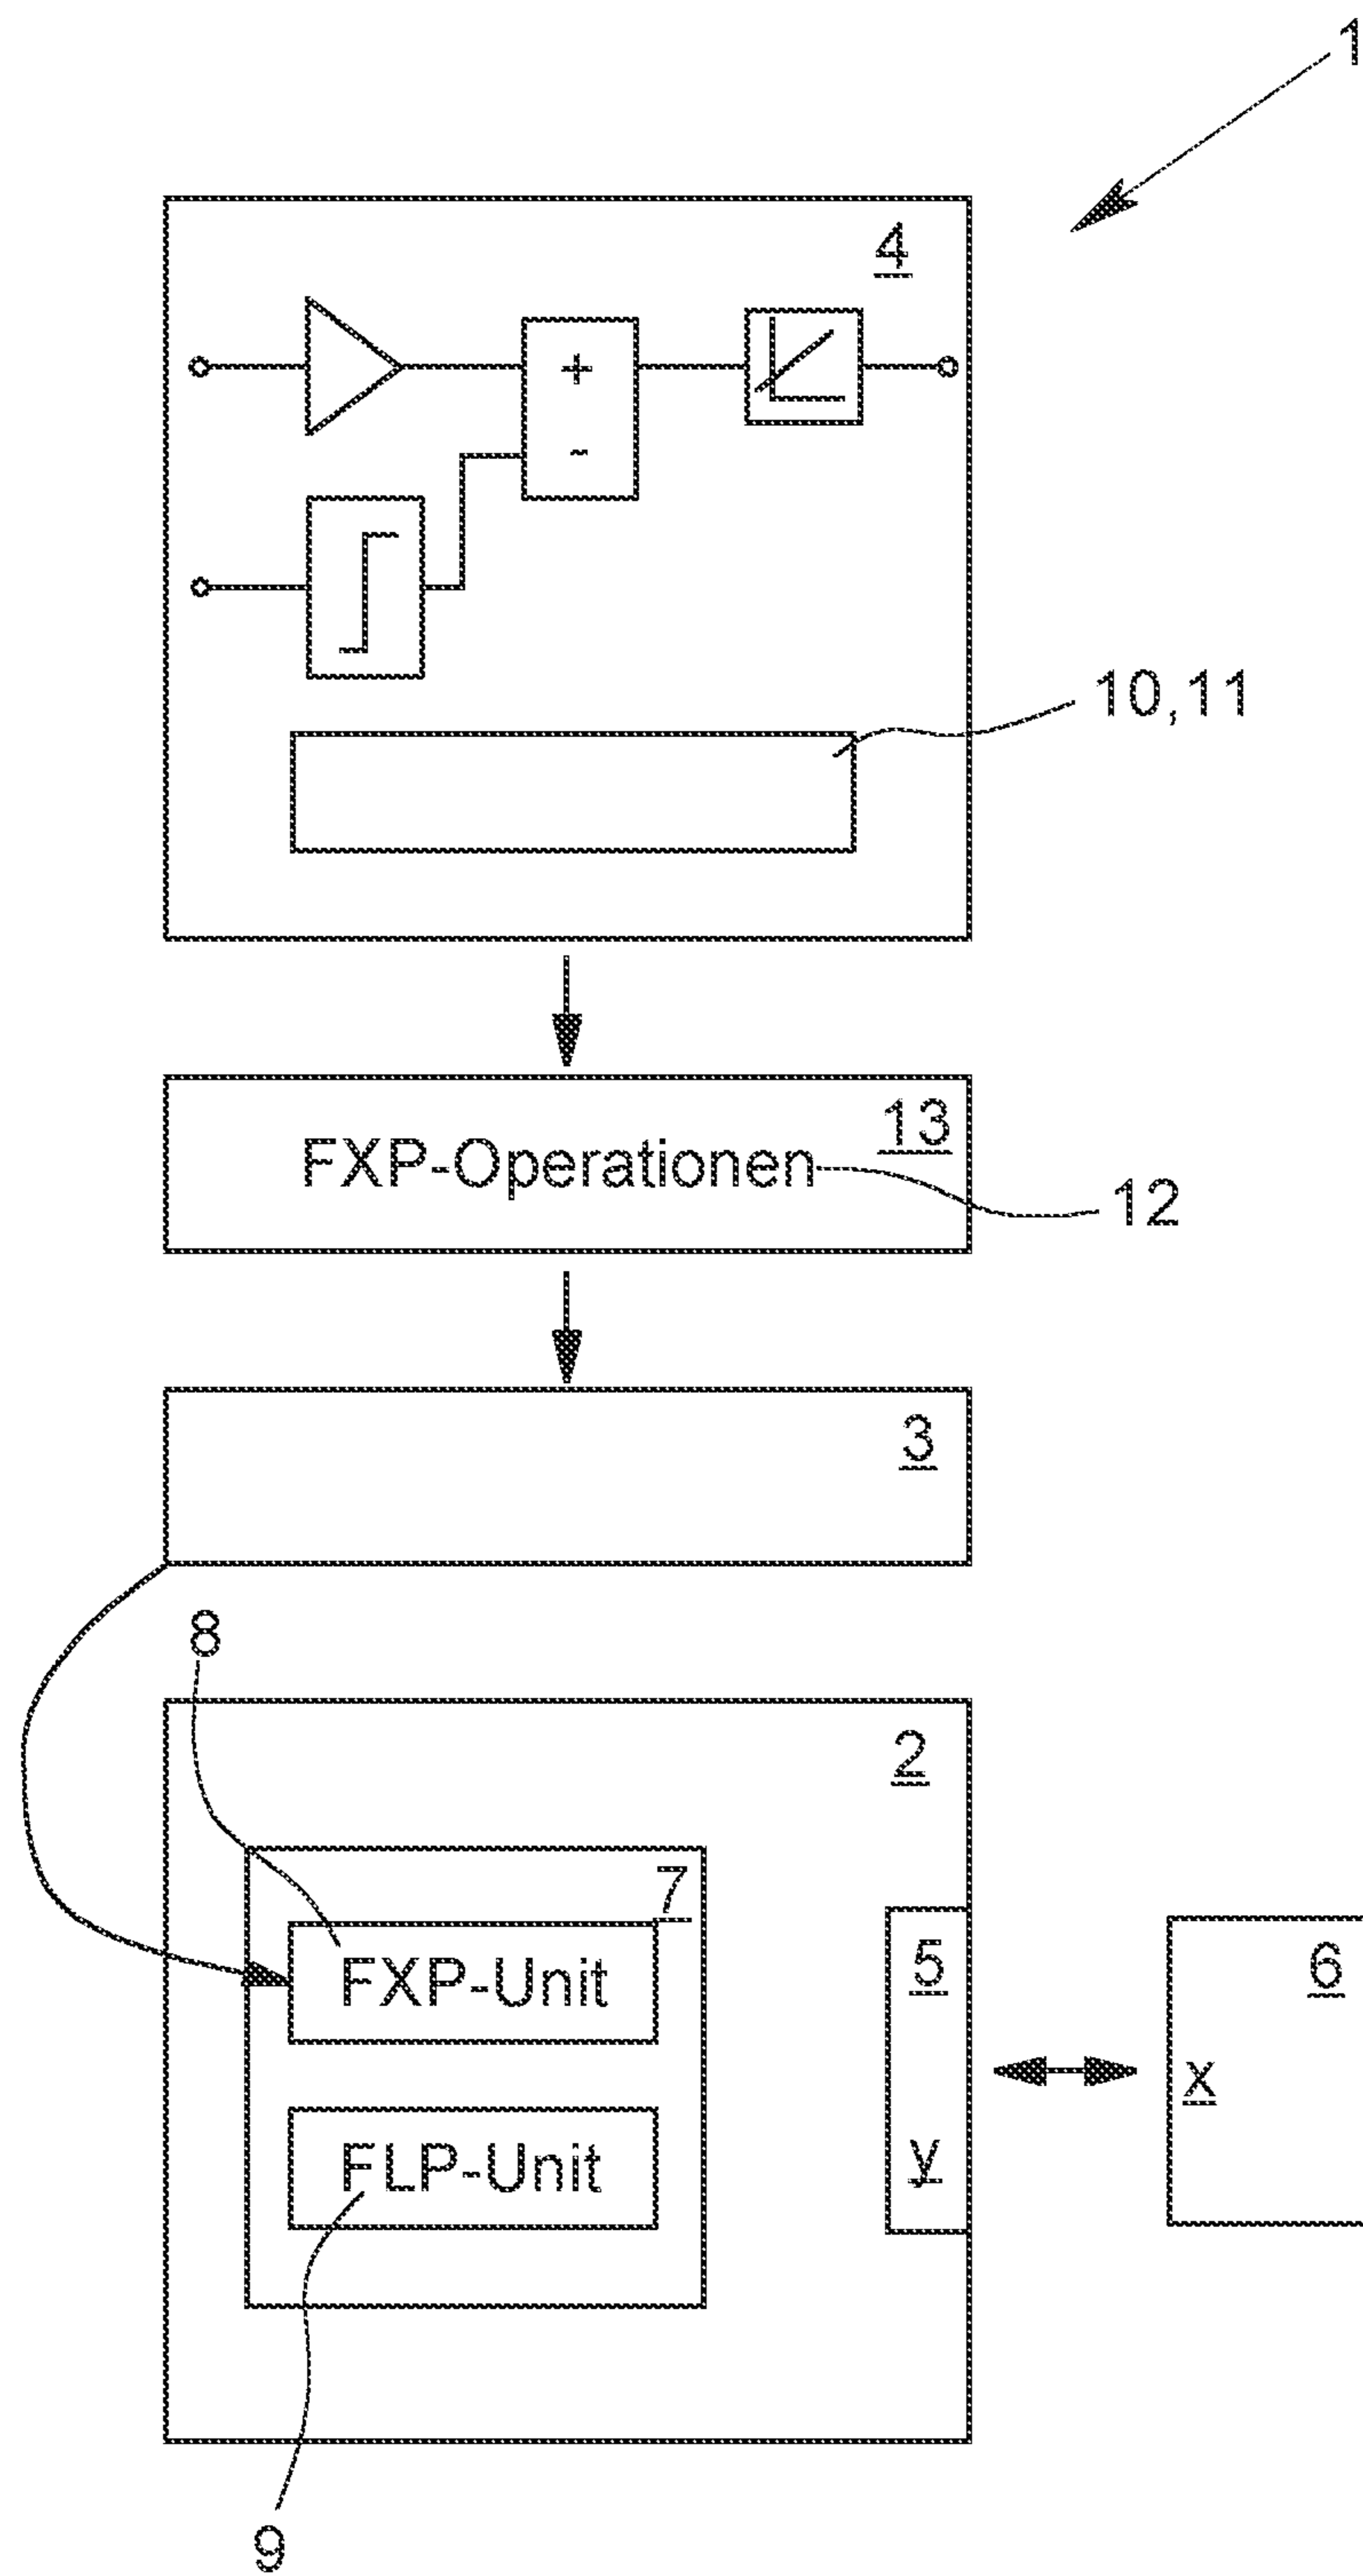 1
4
+
-
10,11
13
FXP-Operationen
12
3
8
2
7
FXP-Unit
5
6
x
FLP-Unit
y
9